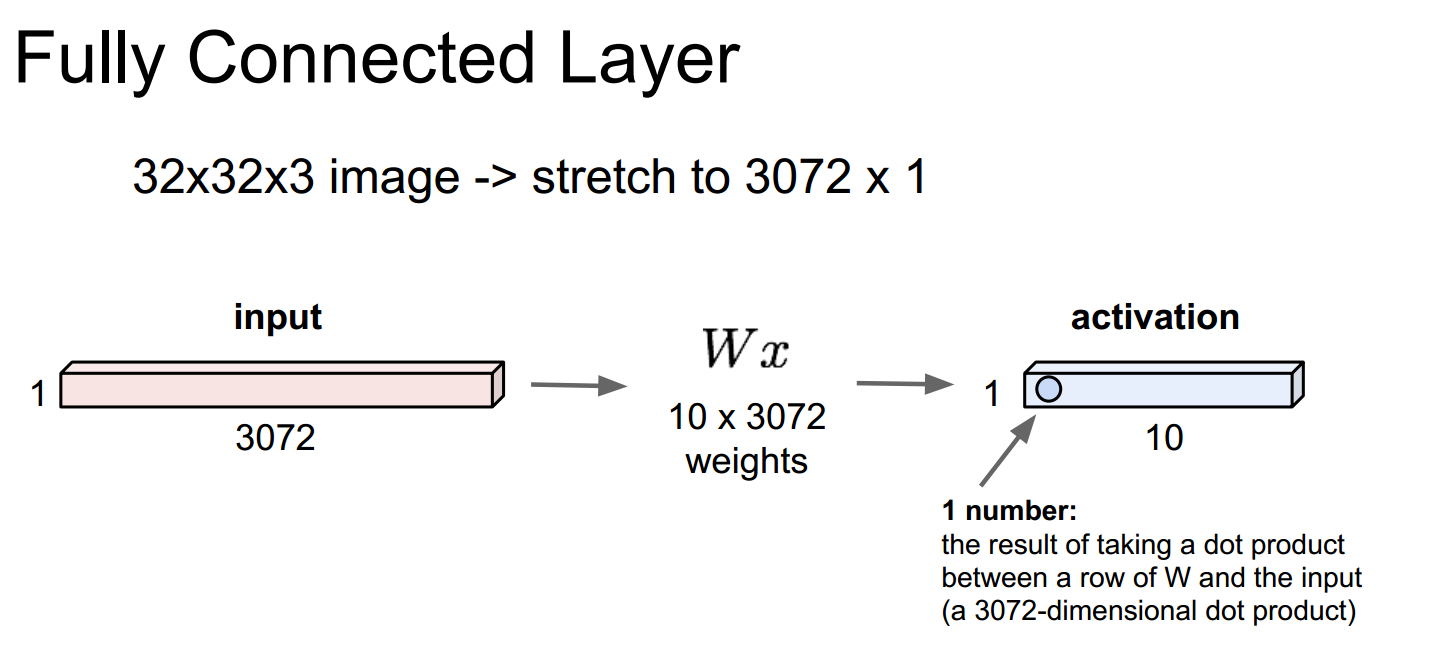 Fully Connected Layer
32x32x3 image -> stretch to 3072 x 1
input
1
3072
Wx
10 x 3072
weights
activation
1
10
1 number:
the result of taking a dot product
between a row of W and the input
(a 3072-dimensional dot product)